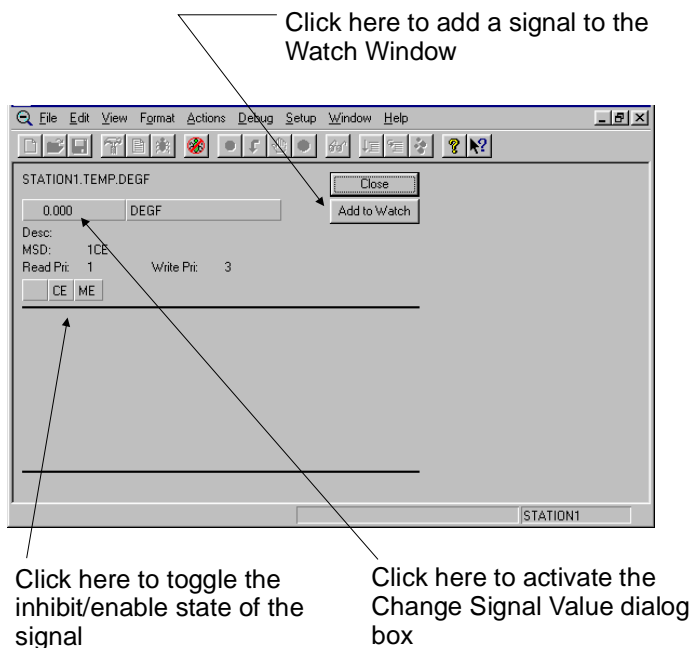 Click here to add a signal to the
Watch Window
File Edit View Format Actions Debug Setup Window Help
STATION1.TEMP.DEGF
Close
0.000 DEGF
Add to Watch
Desc:
MSD: 1CE
Read Pri: 1 Write Pri: 3
CE ME
STATION1
Click here to toggle the
inhibit/enable state of the
signal
Click here to activate the
Change Signal Value dialog
box